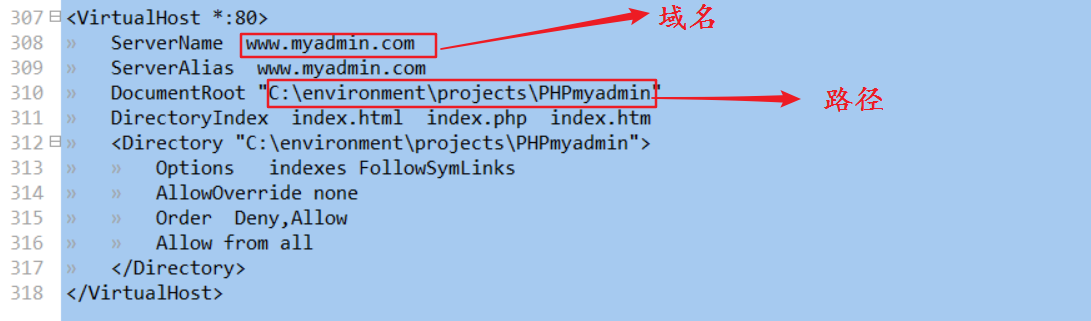 307 <VirtualHost *:80> 域名
308 » ServerName www.myadmin.com
309 » ServerAlias www.myadmin.com
310 » DocumentRoot "C:\environment\projects\PHPmyadmin" 路径
311 » DirectoryIndex index.html index.php index.htm
312 » <Directory "C:\environment\projects\PHPmyadmin">
313 » » Options indexes FollowSymLinks
314 » » AllowOverride none
315 » » Order Deny,Allow
316 » » Allow from all
317 » </Directory>
318 </VirtualHost>